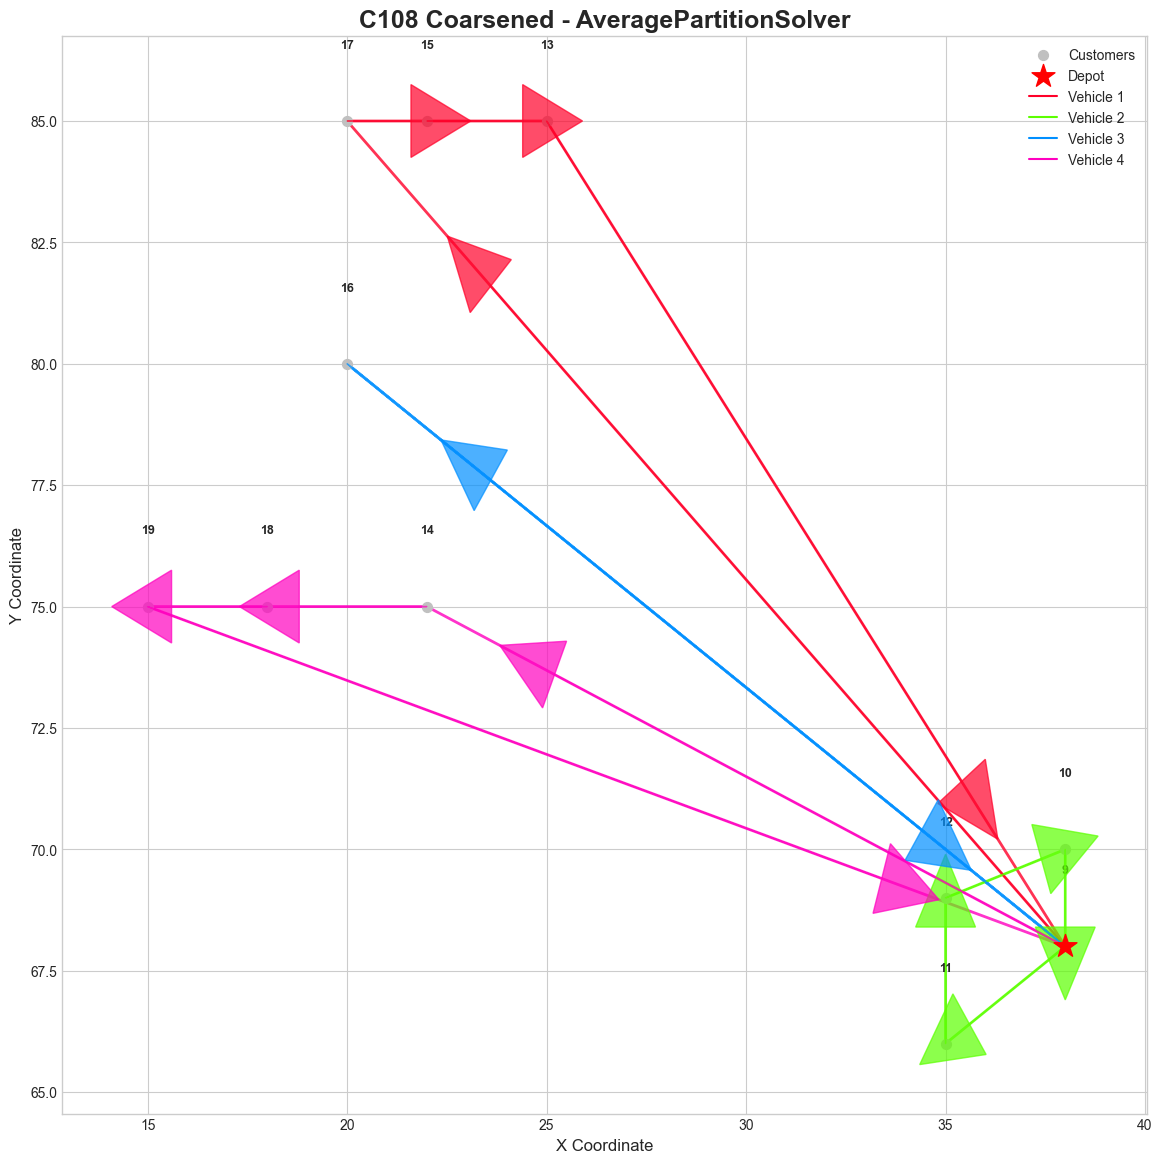 C108 Coarsened - AveragePartitionSolver
17
15
13
Customers
Depot
Vehicle 1
Vehicle 2
Vehicle 3
Vehicle 4
16
19
18
14
10
12
9
11
85.0
82.5
80.0
77.5
75.0
72.5
70.0
67.5
65.0
Y Coordinate
15
20
25
30
35
40
X Coordinate